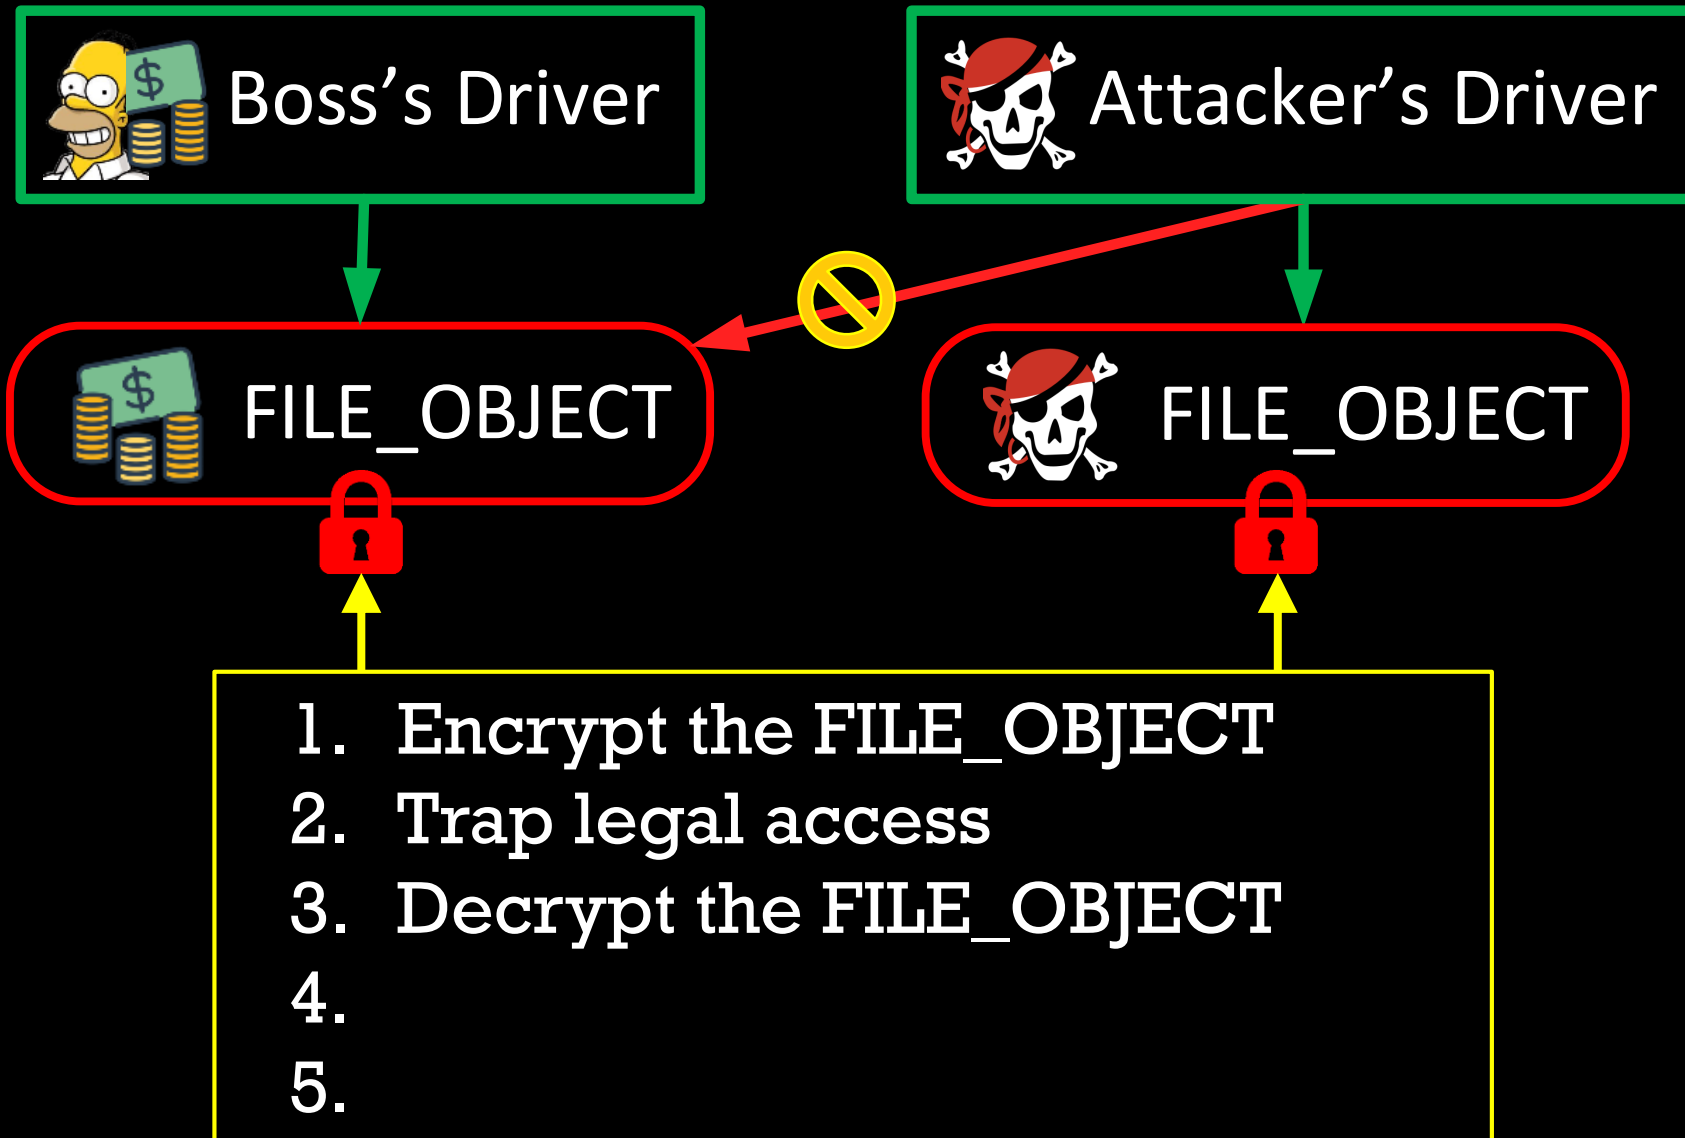 Boss’s Driver
Attacker’s Driver
$
$
FILE_OBJECT
FILE_OBJECT
1. Encrypt the FILE_OBJECT
2. Trap legal access
3. Decrypt the FILE_OBJECT
4.
5.